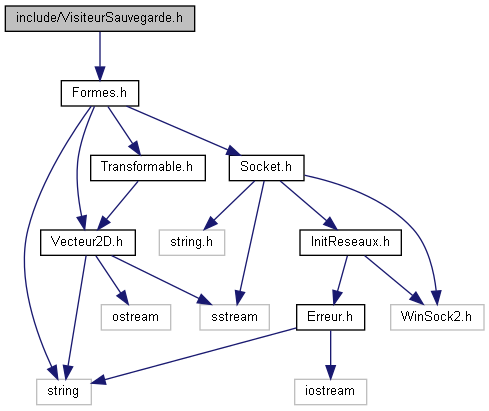 include/VisiteurSauvegarde.h
Formes.h
Transformable.h
Socket.h
Vecteur2D.h
string.h
InitReseaux.h
ostream
sstream
Erreur.h
WinSock2.h
string
iostream